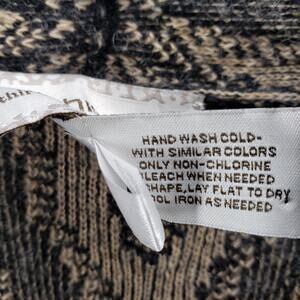 HAND WASH COLD-
WITH SIMILAR COLORS
ONLY NON-CHLORINE
BLEACH WHEN NEEDED
SHAPE, LAY FLAT TO DRY
IRON AS NEEDED